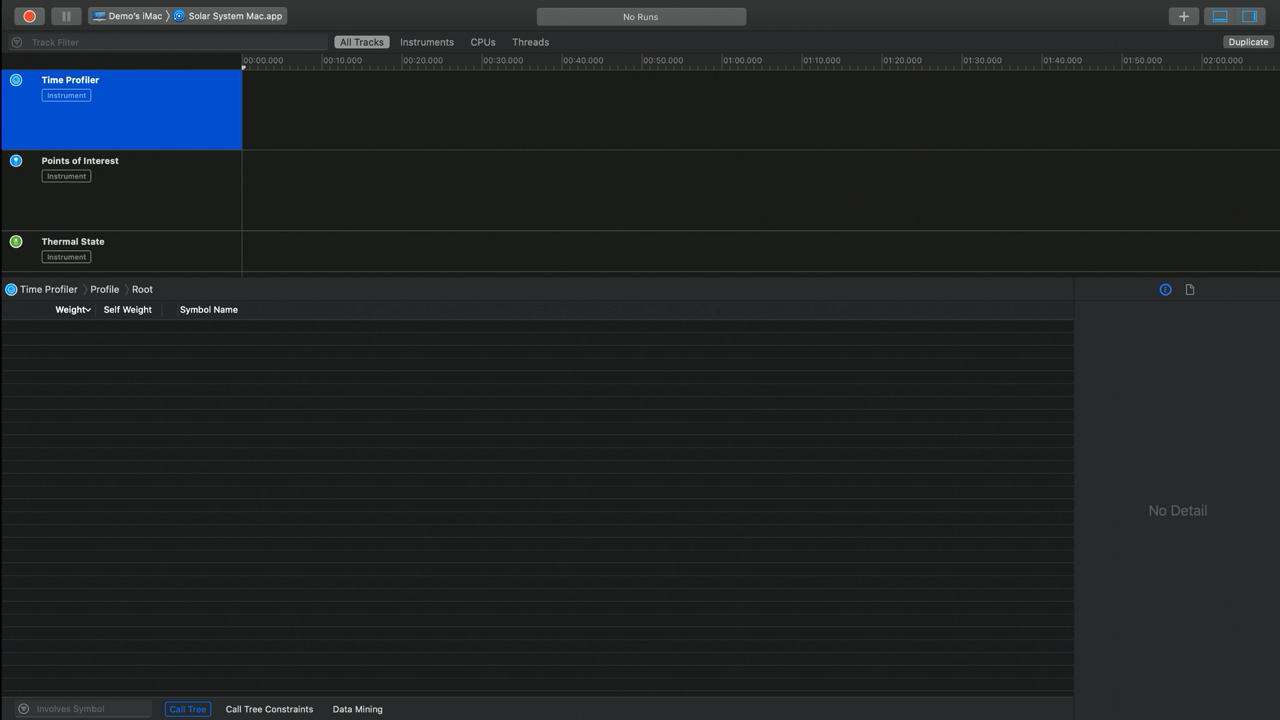 Demo's iMac 〉 Solar System Mac.app
No Runs
Track Filter
All Tracks Instruments CPUs Threads
Duplicate
00:00.000 00:10.000 00:20.000 00:30.000 00:40.000 00:50.000 01:00.000 01:10.000 01:20.000 01:30.000 01:40.000 01:50.000 02:00.000
Time Profiler
Instrument
Points of Interest
Instrument
Thermal State
Instrument
Time Profiler 〉 Profile 〉 Root
Weight Self Weight Symbol Name
No Detail
Involves Symbol Call Tree Call Tree Constraints Data Mining